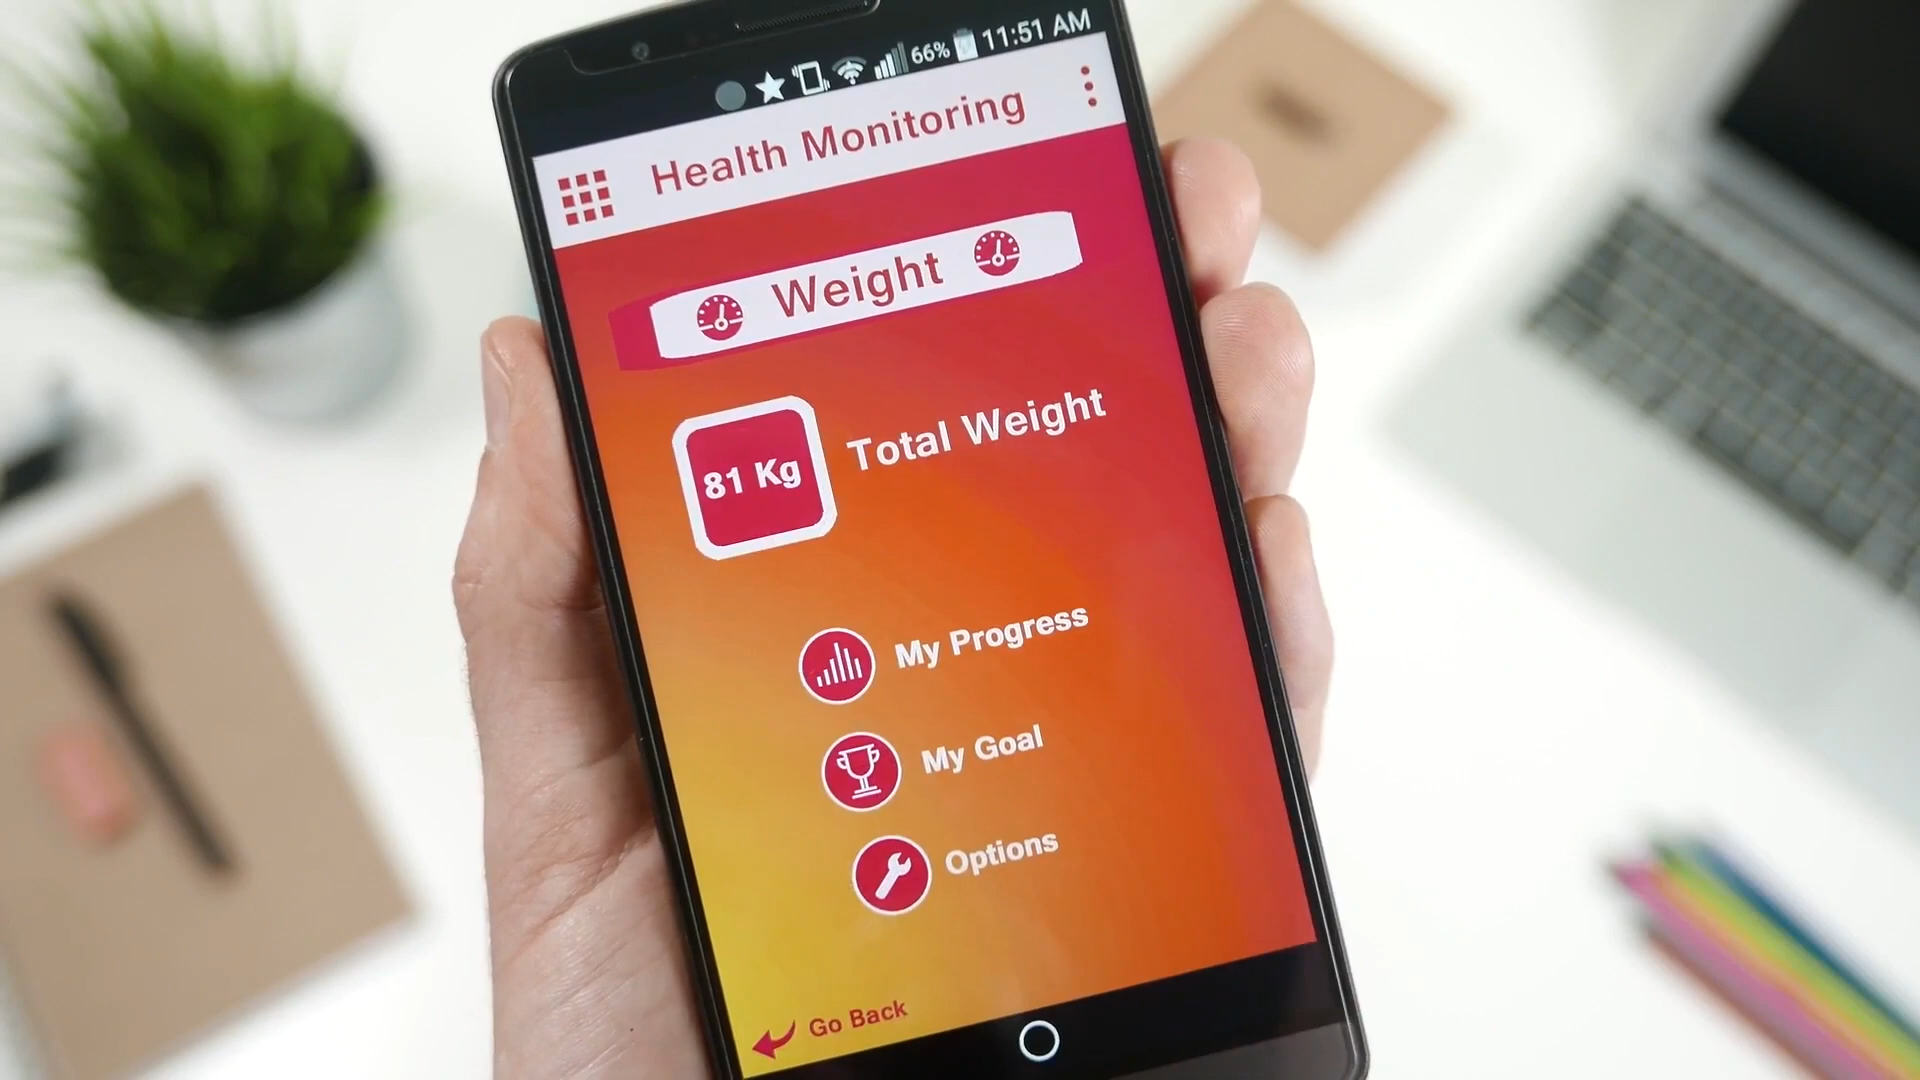 66% 11:51 AM
Health Monitoring
Weight
81 Kg
Total Weight
My Progress
My Goal
Options
Go Back